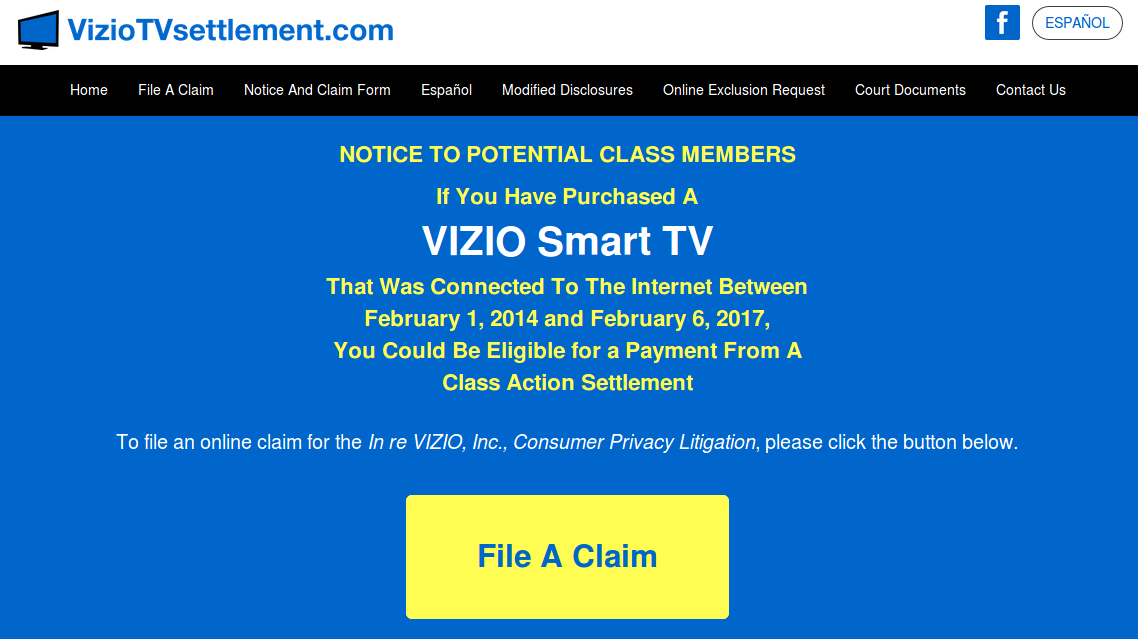 VizioTVsettlement.com
f
ESPAÑOL
Home
File A Claim
Notice And Claim Form
Español
Modified Disclosures
Online Exclusion Request
Court Documents
Contact Us
NOTICE TO POTENTIAL CLASS MEMBERS
If You Have Purchased A
VIZIO Smart TV
That Was Connected To The Internet Between
February 1, 2014 and February 6, 2017,
You Could Be Eligible for a Payment From A
Class Action Settlement
To file an online claim for the In re VIZIO, Inc., Consumer Privacy Litigation, please click the button below.
File A Claim